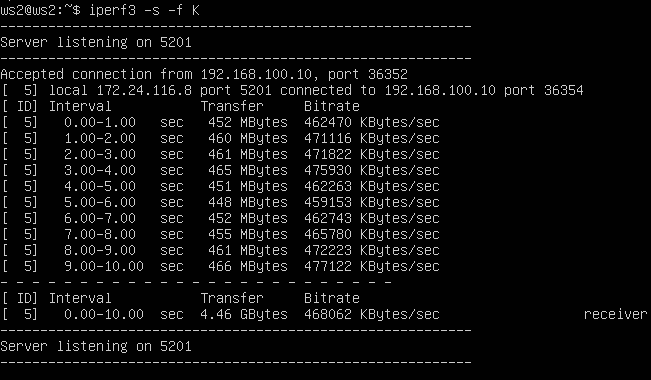 ws2@ws2:~$ iperf3 -s -f K
-----------------------------------------------------------
Server listening on 5201
-----------------------------------------------------------
Accepted connection from 192.168.100.10, port 36352
[  5] local 172.24.116.8 port 5201 connected to 192.168.100.10 port 36354
[ ID] Interval           Transfer     Bitrate
[  5]   0.00-1.00   sec   452 MBytes  462470 KBytes/sec
[  5]   1.00-2.00   sec   460 MBytes  471116 KBytes/sec
[  5]   2.00-3.00   sec   461 MBytes  471822 KBytes/sec
[  5]   3.00-4.00   sec   465 MBytes  475930 KBytes/sec
[  5]   4.00-5.00   sec   451 MBytes  462263 KBytes/sec
[  5]   5.00-6.00   sec   448 MBytes  459153 KBytes/sec
[  5]   6.00-7.00   sec   452 MBytes  462743 KBytes/sec
[  5]   7.00-8.00   sec   455 MBytes  465780 KBytes/sec
[  5]   8.00-9.00   sec   461 MBytes  472223 KBytes/sec
[  5]   9.00-10.00  sec   466 MBytes  477122 KBytes/sec
- - - - - - - - - - - - - - - - - - - - - - - - -
[ ID] Interval           Transfer     Bitrate
[  5]   0.00-10.00  sec  4.46 GBytes  468062 KBytes/sec                  receiver
-----------------------------------------------------------
Server listening on 5201
-----------------------------------------------------------